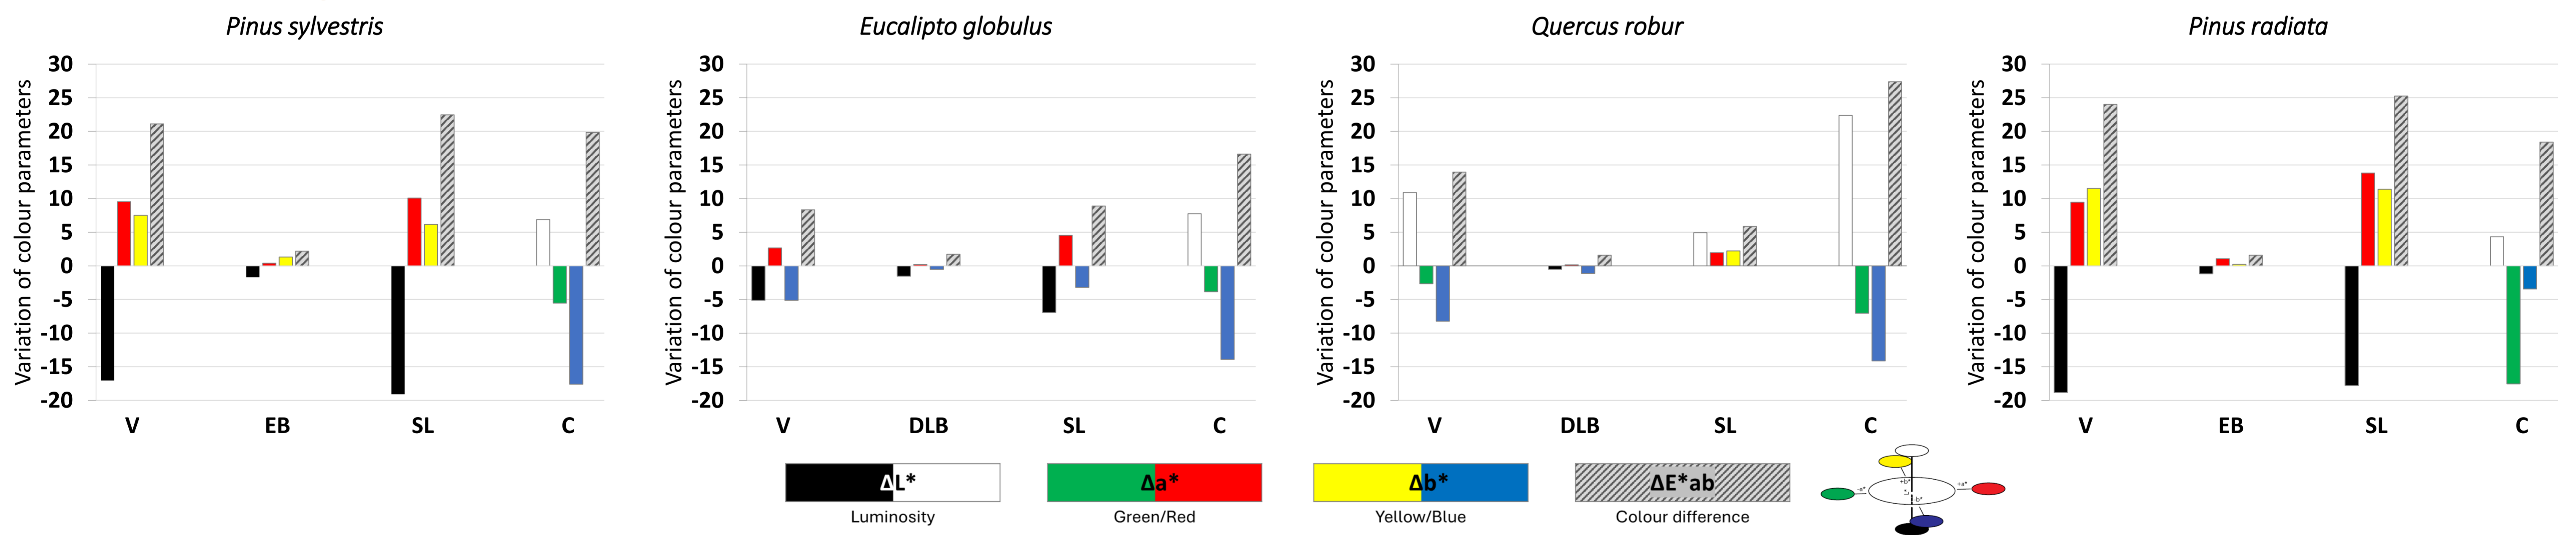 Pinus sylvestris
Variation of colour parameters
30
25
20
15
10
5
0
-5
-10
-15
-20
V EB SL C
Eucalipto globulus
Variation of colour parameters
30
25
20
15
10
5
0
-5
-10
-15
-20
V DLB SL C
Quercus robur
Variation of colour parameters
30
25
20
15
10
5
0
-5
-10
-15
-20
V DLB SL C
Pinus radiata
Variation of colour parameters
30
25
20
15
10
5
0
-5
-10
-15
-20
V EB SL C
ΔL* Δa* Δb* ΔE*ab
Luminosity Green/Red Yellow/Blue Colour difference
+b*
-a* +a*
-b*